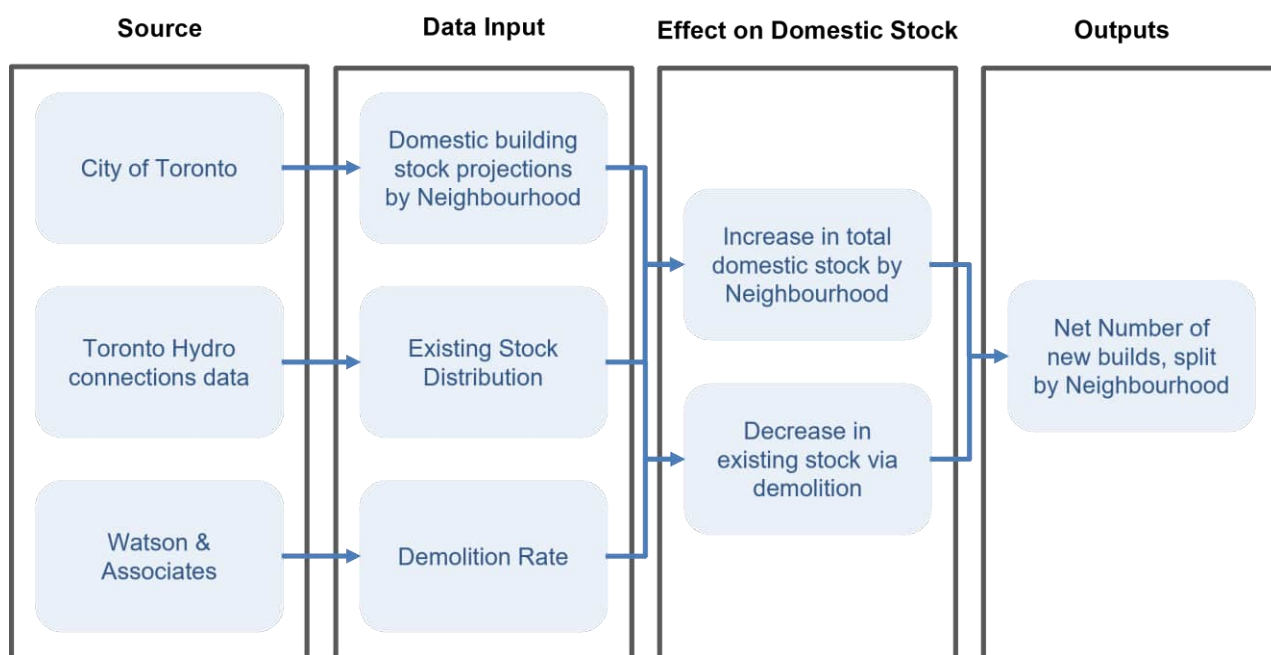 Source
Data Input
Effect on Domestic Stock
Outputs
City of Toronto
Domestic building
stock projections
by Neighbourhood
Increase in total
domestic stock by
Neighbourhood
Toronto Hydro
connections data
Existing Stock
Distribution
Net Number of
new builds, split
by Neighbourhood
Decrease in
existing stock via
demolition
Watson &
Associates
Demolition Rate